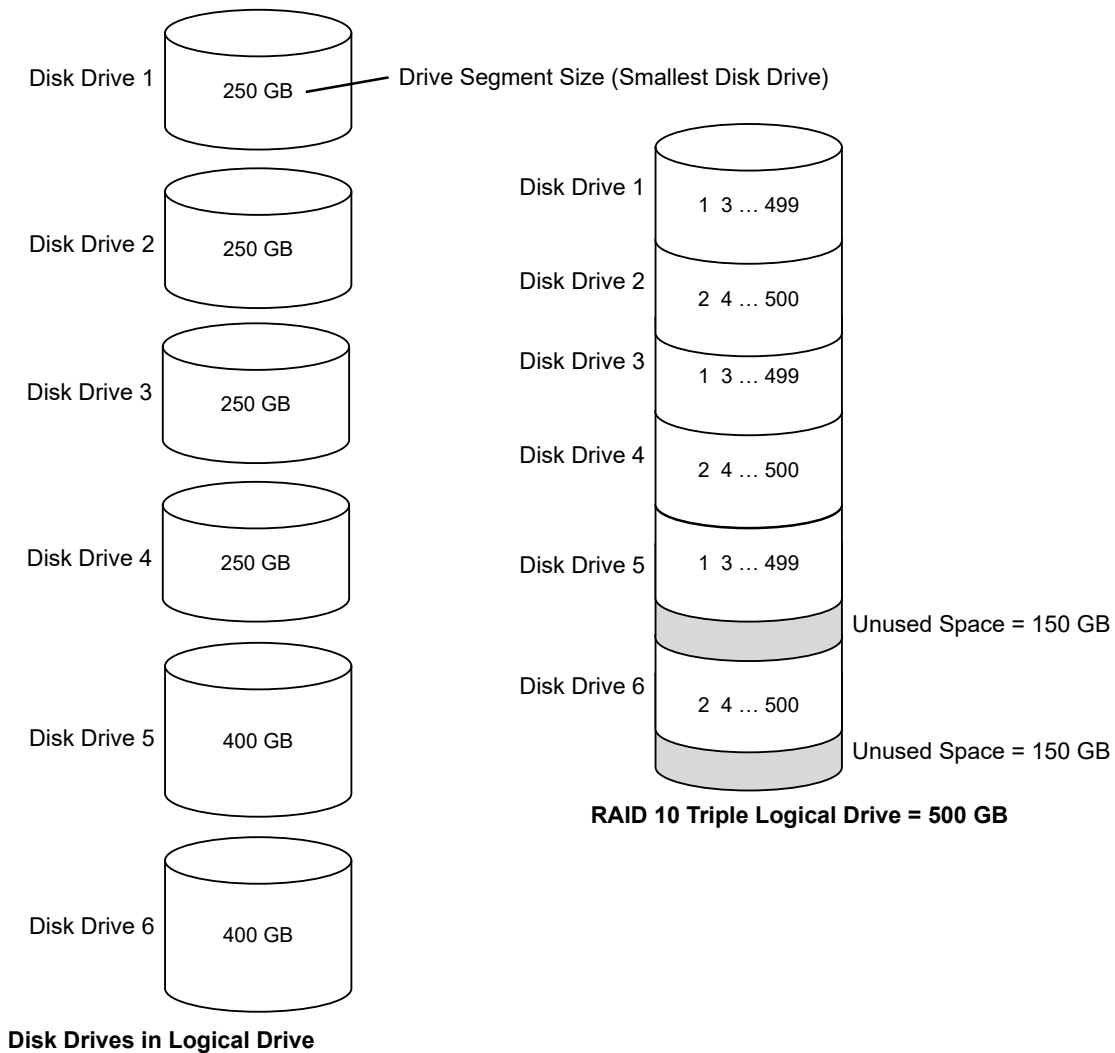 Disk Drive 1
250 GB
Drive Segment Size (Smallest Disk Drive)
Disk Drive 2
250 GB
Disk Drive 3
250 GB
Disk Drive 4
250 GB
Disk Drive 5
400 GB
Disk Drive 6
400 GB
Disk Drives in Logical Drive
Disk Drive 1
1 3 … 499
Disk Drive 2
2 4 … 500
Disk Drive 3
1 3 … 499
Disk Drive 4
2 4 … 500
Disk Drive 5
1 3 … 499
Unused Space = 150 GB
Disk Drive 6
2 4 … 500
Unused Space = 150 GB
RAID 10 Triple Logical Drive = 500 GB